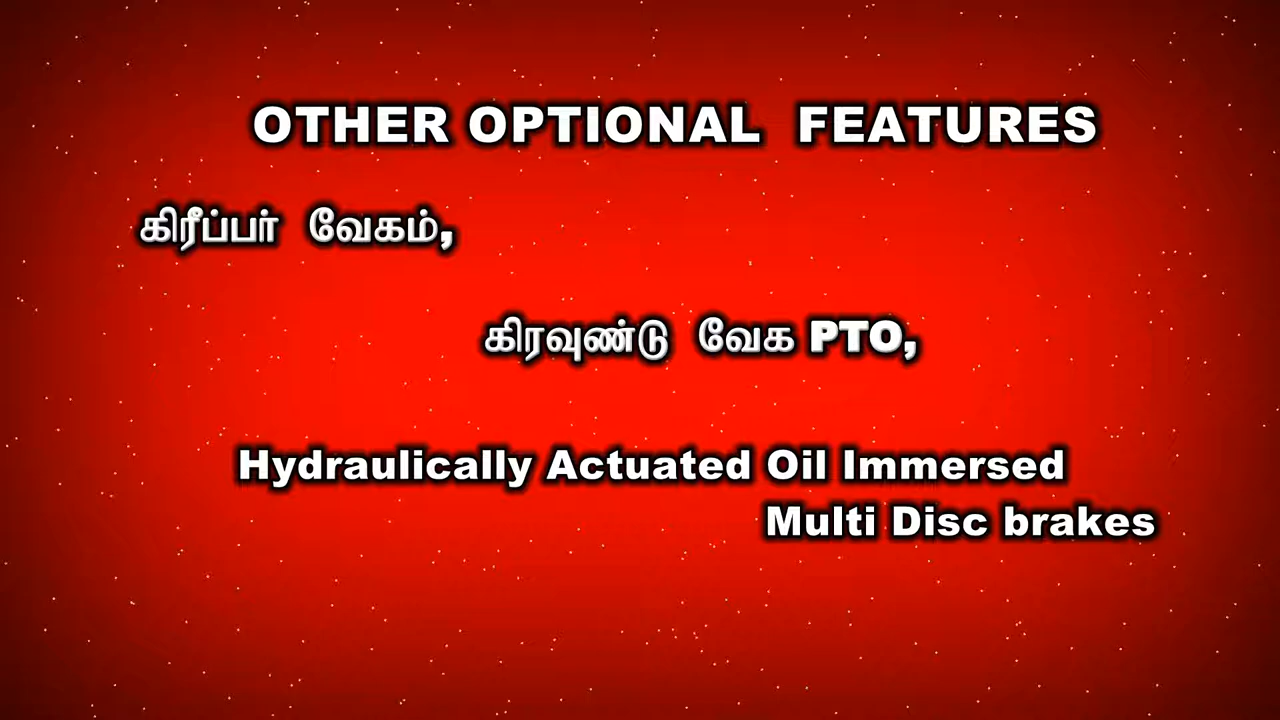 OTHER OPTIONAL FEATURES
கிரீப்பர் வேகம்,
கிரவுண்டு வேக PTO,
Hydraulically Actuated Oil Immersed
Multi Disc brakes